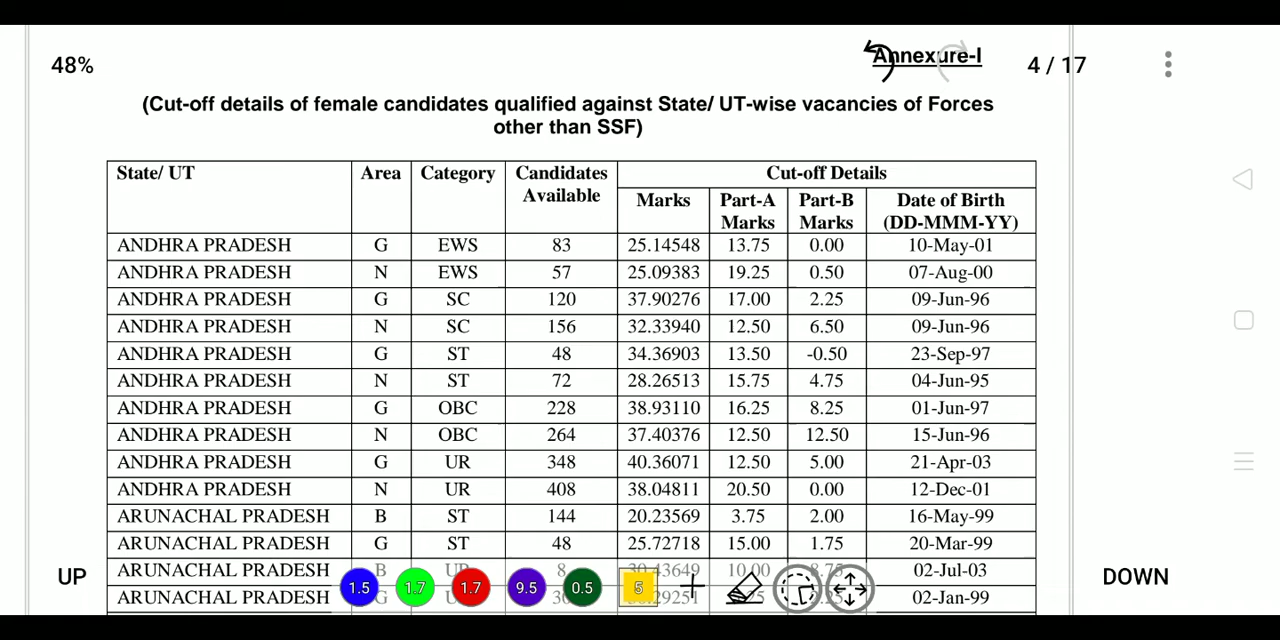 Annexure-I
48%
4 / 17
(Cut-off details of female candidates qualified against State/ UT-wise vacancies of Forces
other than SSF)
State/ UT Area Category Candidates Available Cut-off Details
Marks Part-A Marks Part-B Marks Date of Birth (DD-MMM-YY)
ANDHRA PRADESH G EWS 83 25.14548 13.75 0.00 10-May-01
ANDHRA PRADESH N EWS 57 25.09383 19.25 0.50 07-Aug-00
ANDHRA PRADESH G SC 120 37.90276 17.00 2.25 09-Jun-96
ANDHRA PRADESH N SC 156 32.33940 12.50 6.50 09-Jun-96
ANDHRA PRADESH G ST 48 34.36903 13.50 -0.50 23-Sep-97
ANDHRA PRADESH N ST 72 28.26513 15.75 4.75 04-Jun-95
ANDHRA PRADESH G OBC 228 38.93110 16.25 8.25 01-Jun-97
ANDHRA PRADESH N OBC 264 37.40376 12.50 12.50 15-Jun-96
ANDHRA PRADESH G UR 348 40.36071 12.50 5.00 21-Apr-03
ANDHRA PRADESH N UR 408 38.04811 20.50 0.00 12-Dec-01
ARUNACHAL PRADESH B ST 144 20.23569 3.75 2.00 16-May-99
ARUNACHAL PRADESH G ST 48 25.72718 15.00 1.75 20-Mar-99
ARUNACHAL PRADESH B UR 8 10.00 02-Jul-03
ARUNACHAL PRADESH G 02-Jan-99
UP 1.5 1.7 1.7 9.5 0.5 5 DOWN